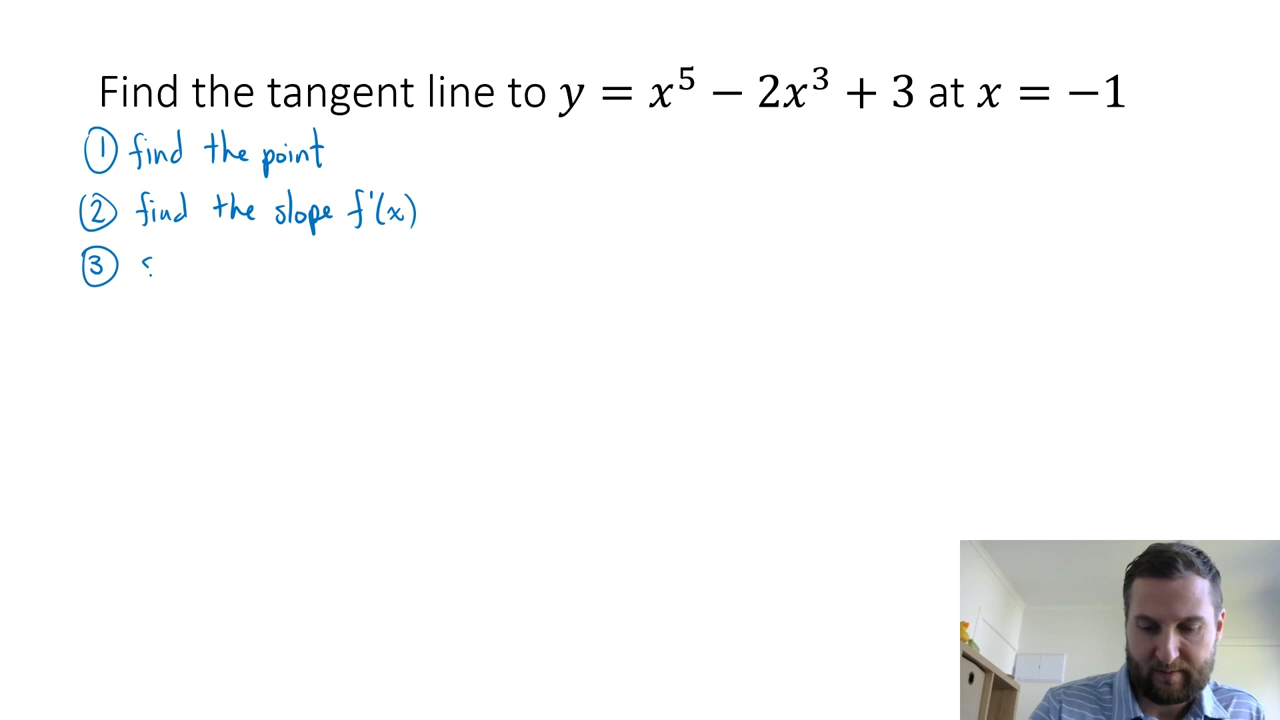 Find the tangent line to y = x⁵ − 2x³ + 3 at x = −1
① find the point
② find the slope f'(x)
③